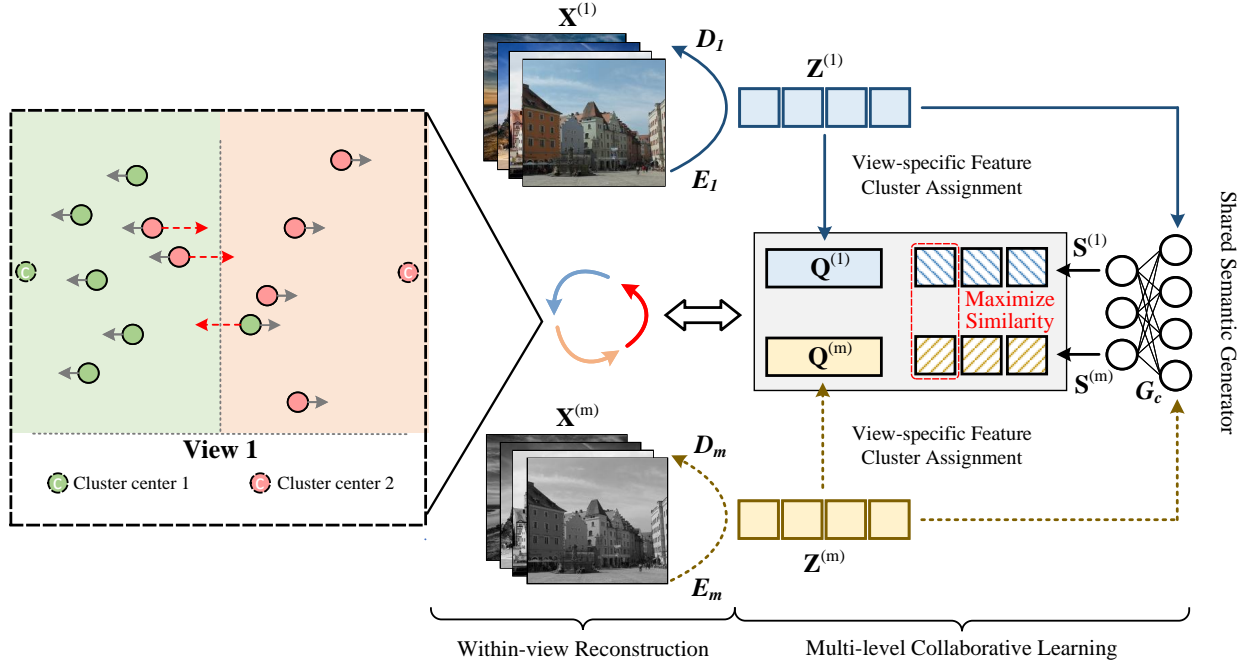 X^(1)
D_1
E_1
Z^(1)
View-specific Feature
Cluster Assignment
Q^(1)
S^(1)
Maximize
Similarity
Q^(m)
S^(m)
G_c
Shared Semantic Generator
C
C
View 1
C Cluster center 1
C Cluster center 2
X^(m)
D_m
E_m
View-specific Feature
Cluster Assignment
Z^(m)
Within-view Reconstruction
Multi-level Collaborative Learning